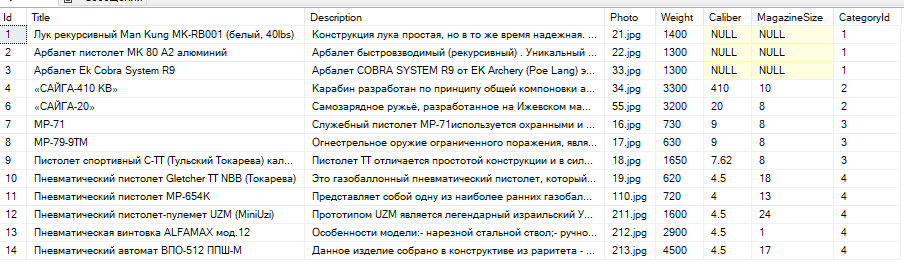 Id Title Description Photo Weight Caliber MagazineSize CategoryId
1 Лук рекурсивный Man Kung MK-RB001 (белый, 40lbs) Конструкция лука простая, но в то же время надежная. ... 21.jpg 1400 NULL NULL 1
2 Арбалет пистолет MK 80 A2 алюминий Арбалет быстровзводимый (рекурсивный) . Уникальный ... 22.jpg 1300 NULL NULL 1
3 Арбалет Ek Cobra System R9 Арбалет COBRA SYSTEM R9 от EK Archery (Poe Lang) э... 33.jpg 1300 NULL NULL 1
4 «САЙГА-410 КВ» Карабин разработан по принципу общей компоновки а... 34.jpg 3300 410 10 2
6 «САЙГА-20» Самозарядное ружьё, разработанное на Ижевском ма... 55.jpg 3200 20 8 2
7 МР-71 Служебный пистолет МР-71используется охранными и ... 16.jpg 730 9 8 3
8 МР-79-9ТМ Огнестрельное оружие ограниченного поражения, явля... 17.jpg 630 9 8 3
9 Пистолет спортивный С-ТТ (Тульский Токарева) кал... Пистолет ТТ отличается простотой конструкции и в сил... 18.jpg 1650 7.62 8 3
10 Пневматический пистолет Gletcher TT NBB (Токарева) Это газобаллонный пневматический пистолет, который... 19.jpg 620 4.5 18 4
11 Пневматический пистолет МР-654К Представляет собой одну из наиболее ранних газобал... 110.jpg 720 4 13 4
12 Пневматический пистолет-пулемет UZM (MiniUzi) Прототипом UZM является легендарный израильский У... 211.jpg 1600 4.5 24 4
13 Пневматическая винтовка ALFAMAX мод.12 Особенности модели:- нарезной стальной ствол;- ручно... 212.jpg 2900 4.5 1 4
14 Пневматический автомат ВПО-512 ППШ-М Данное изделие собрано в конструктиве из раритета - ... 213.jpg 4500 4.5 17 4